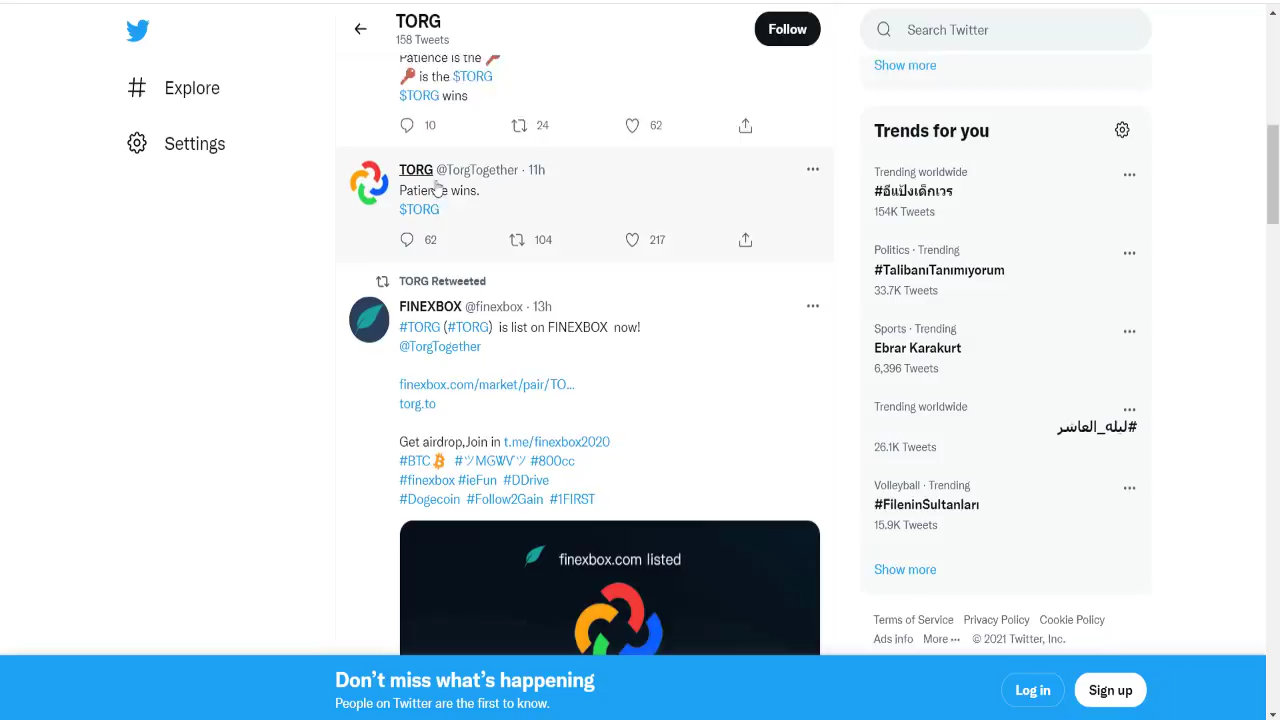 TORG
158 Tweets
Follow
Search Twitter
Explore
Settings
Patience is the
is the $TORG
$TORG wins
10
24
62
TORG @TorgTogether · 11h
Patience wins.
$TORG
62
104
217
TORG Retweeted
FINEXBOX @finexbox · 13h
#TORG (#TORG) is list on FINEXBOX now!
@TorgTogether
finexbox.com/market/pair/TO...
torg.to
Get airdrop,Join in t.me/finexbox2020
#BTC #ツMGWVツ #800cc
#finexbox #ieFun #DDrive
#Dogecoin #Follow2Gain #1FIRST
finexbox.com listed
Show more
Trends for you
Trending worldwide
#อีแป้งเด็กเวร
154K Tweets
Politics · Trending
#TalibanıTanımıyorum
33.7K Tweets
Sports · Trending
Ebrar Karakurt
6,396 Tweets
Trending worldwide
#ليله_العاشر
26.1K Tweets
Volleyball · Trending
#FileninSultanları
15.9K Tweets
Show more
Terms of Service Privacy Policy Cookie Policy
Ads info More ··· © 2021 Twitter, Inc.
Don't miss what's happening
People on Twitter are the first to know.
Log in
Sign up